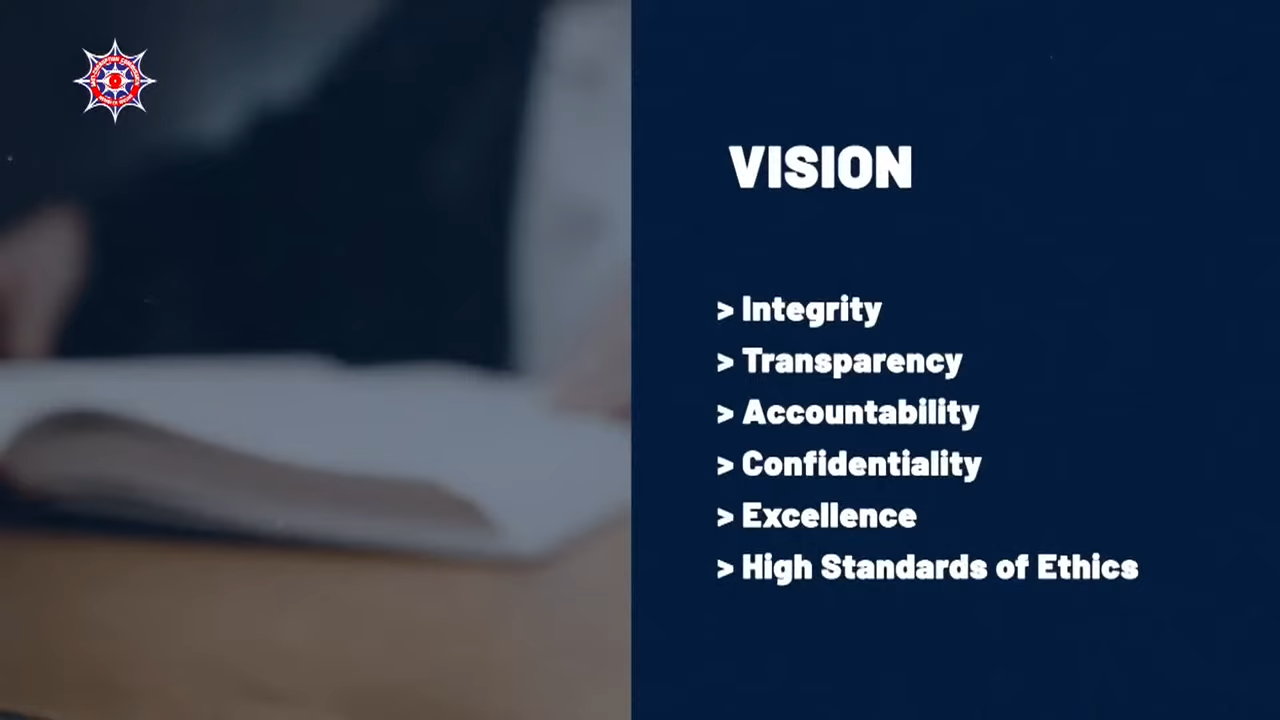 VISION
> Integrity
> Transparency
> Accountability
> Confidentiality
> Excellence
> High Standards of Ethics